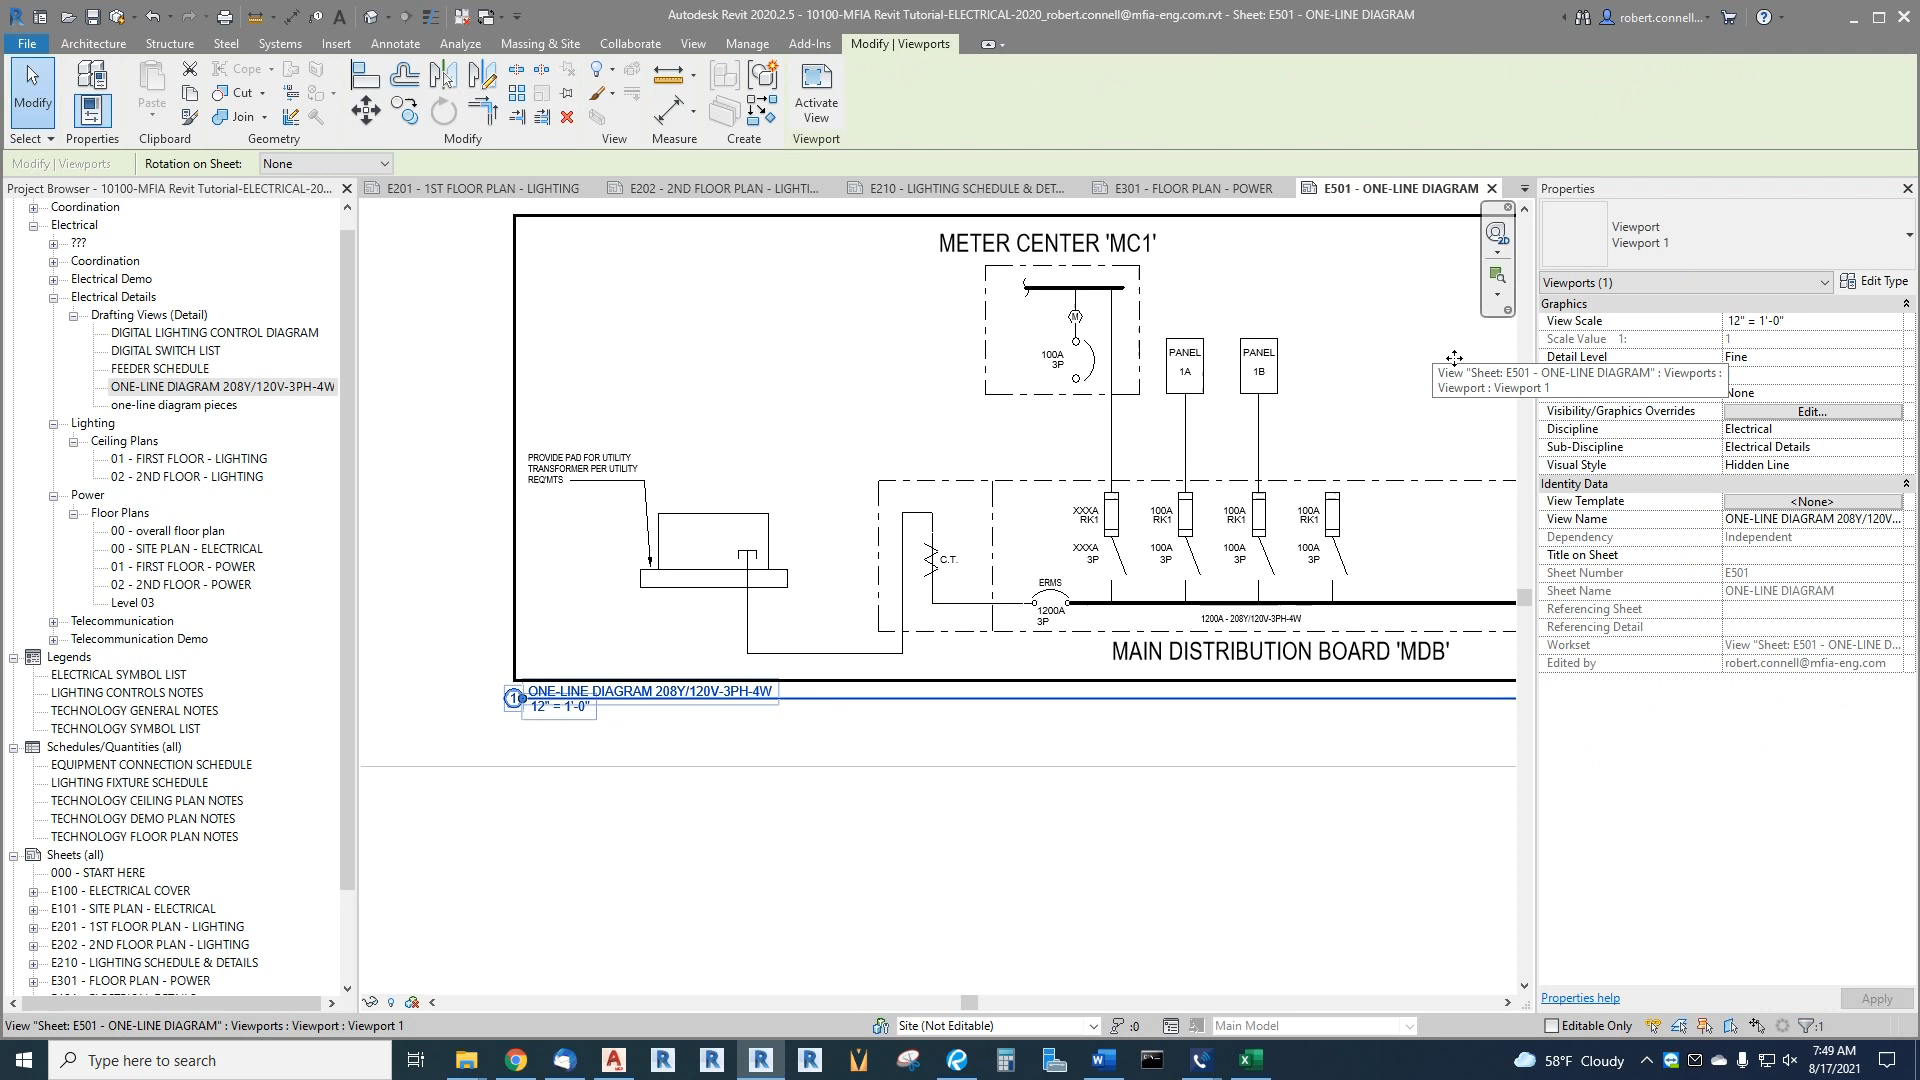 Autodesk Revit 2020.2.5 - 10100-MFIA Revit Tutorial-ELECTRICAL-2020_robert.connell@mfia-eng.com.rvt - Sheet: E501 - ONE-LINE DIAGRAM
robert.connell...
File Architecture Structure Steel Systems Insert Annotate Analyze Massing & Site Collaborate View Manage Add-Ins Modify | Viewports
Modify
Paste
Cope
Cut
Join
Activate
View
Select Properties Clipboard Geometry Modify View Measure Create Viewport
Modify | Viewports Rotation on Sheet: None
Project Browser - 10100-MFIA Revit Tutorial-ELECTRICAL-20...
Coordination
Electrical
???
Coordination
Electrical Demo
Electrical Details
Drafting Views (Detail)
DIGITAL LIGHTING CONTROL DIAGRAM
DIGITAL SWITCH LIST
FEEDER SCHEDULE
ONE-LINE DIAGRAM 208Y/120V-3PH-4W
one-line diagram pieces
Lighting
Ceiling Plans
01 - FIRST FLOOR - LIGHTING
02 - 2ND FLOOR - LIGHTING
Power
Floor Plans
00 - overall floor plan
00 - SITE PLAN - ELECTRICAL
01 - FIRST FLOOR - POWER
02 - 2ND FLOOR - POWER
Level 03
Telecommunication
Telecommunication Demo
Legends
ELECTRICAL SYMBOL LIST
LIGHTING CONTROLS NOTES
TECHNOLOGY GENERAL NOTES
TECHNOLOGY SYMBOL LIST
Schedules/Quantities (all)
EQUIPMENT CONNECTION SCHEDULE
LIGHTING FIXTURE SCHEDULE
TECHNOLOGY CEILING PLAN NOTES
TECHNOLOGY DEMO PLAN NOTES
TECHNOLOGY FLOOR PLAN NOTES
Sheets (all)
000 - START HERE
E100 - ELECTRICAL COVER
E101 - SITE PLAN - ELECTRICAL
E201 - 1ST FLOOR PLAN - LIGHTING
E202 - 2ND FLOOR PLAN - LIGHTING
E210 - LIGHTING SCHEDULE & DETAILS
E301 - FLOOR PLAN - POWER
E201 - 1ST FLOOR PLAN - LIGHTING E202 - 2ND FLOOR PLAN - LIGHTI... E210 - LIGHTING SCHEDULE & DET... E301 - FLOOR PLAN - POWER E501 - ONE-LINE DIAGRAM
2D
METER CENTER 'MC1'
M
100A
3P
PANEL
1A
PANEL
1B
PROVIDE PAD FOR UTILITY
TRANSFORMER PER UTILITY
REQ'MTS
C.T.
XXXA
RK1
XXXA
3P
100A
RK1
100A
3P
100A
RK1
100A
3P
100A
RK1
100A
3P
ERMS
1200A
3P
1200A - 208Y/120V-3PH-4W
MAIN DISTRIBUTION BOARD 'MDB'
1 ONE-LINE DIAGRAM 208Y/120V-3PH-4W
12" = 1'-0"
View "Sheet: E501 - ONE-LINE DIAGRAM" : Viewports :
Viewport : Viewport 1
Properties
Viewport
Viewport 1
Viewports (1) Edit Type
Graphics
View Scale 12" = 1'-0"
Scale Value 1: 1
Detail Level Fine
None
Visibility/Graphics Overrides Edit...
Discipline Electrical
Sub-Discipline Electrical Details
Visual Style Hidden Line
Identity Data
View Template <None>
View Name ONE-LINE DIAGRAM 208Y/120V...
Dependency Independent
Title on Sheet
Sheet Number E501
Sheet Name ONE-LINE DIAGRAM
Referencing Sheet
Referencing Detail
Workset View "Sheet: E501 - ONE-LINE D...
Edited by robert.connell@mfia-eng.com
Properties help Apply
View "Sheet: E501 - ONE-LINE DIAGRAM" : Viewports : Viewport : Viewport 1
Site (Not Editable) :0 Main Model Editable Only :1
Type here to search
58°F Cloudy
7:49 AM
8/17/2021